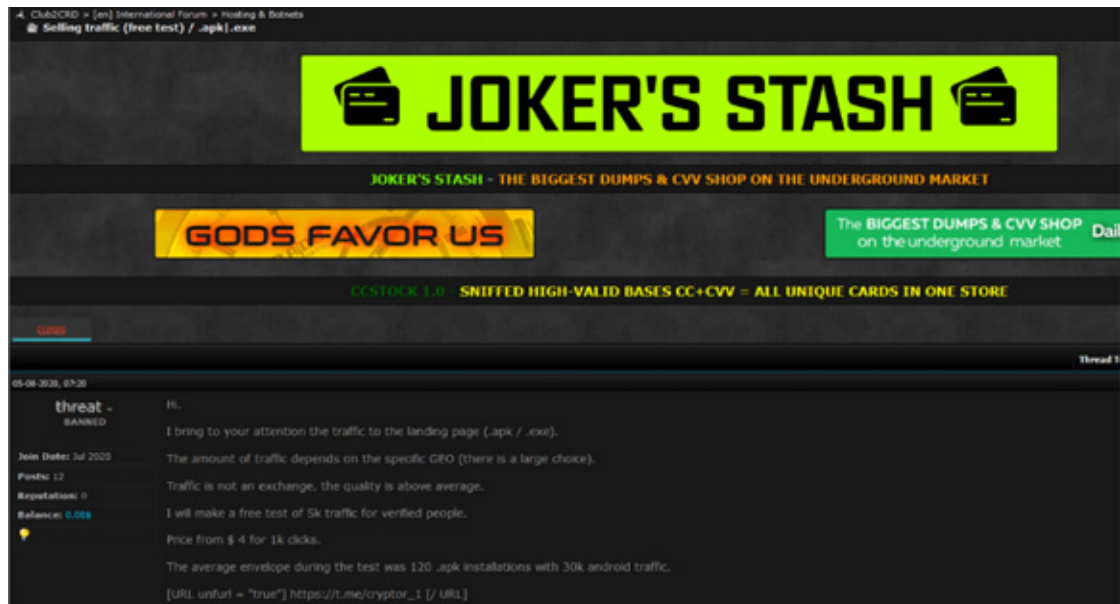 Club2CRD > [en] International Forum > Hosting & Botnets
Selling traffic (free test) / .apk|.exe
JOKER'S STASH
JOKER'S STASH - THE BIGGEST DUMPS & CVV SHOP ON THE UNDERGROUND MARKET
GODS FAVOR US
The BIGGEST DUMPS & CVV SHOP
on the underground market
Dail
CCSTOCK 1.0 - SNIFFED HIGH-VALID BASES CC+CVV = ALL UNIQUE CARDS IN ONE STORE
CLOSED
Thread T
05-08-2020, 07:20
threat
BANNED
Join Date: Jul 2020
Posts: 12
Reputation: 0
Balance: 0.00$
Hi.
I bring to your attention the traffic to the landing page (.apk / .exe).
The amount of traffic depends on the specific GEO (there is a large choice).
Traffic is not an exchange, the quality is above average.
I will make a free test of 5k traffic for verified people.
Price from $ 4 for 1k clicks.
The average envelope during the test was 120 .apk installations with 30k android traffic.
[URL unfurl = "true"] https://t.me/cryptor_1 [/ URL]